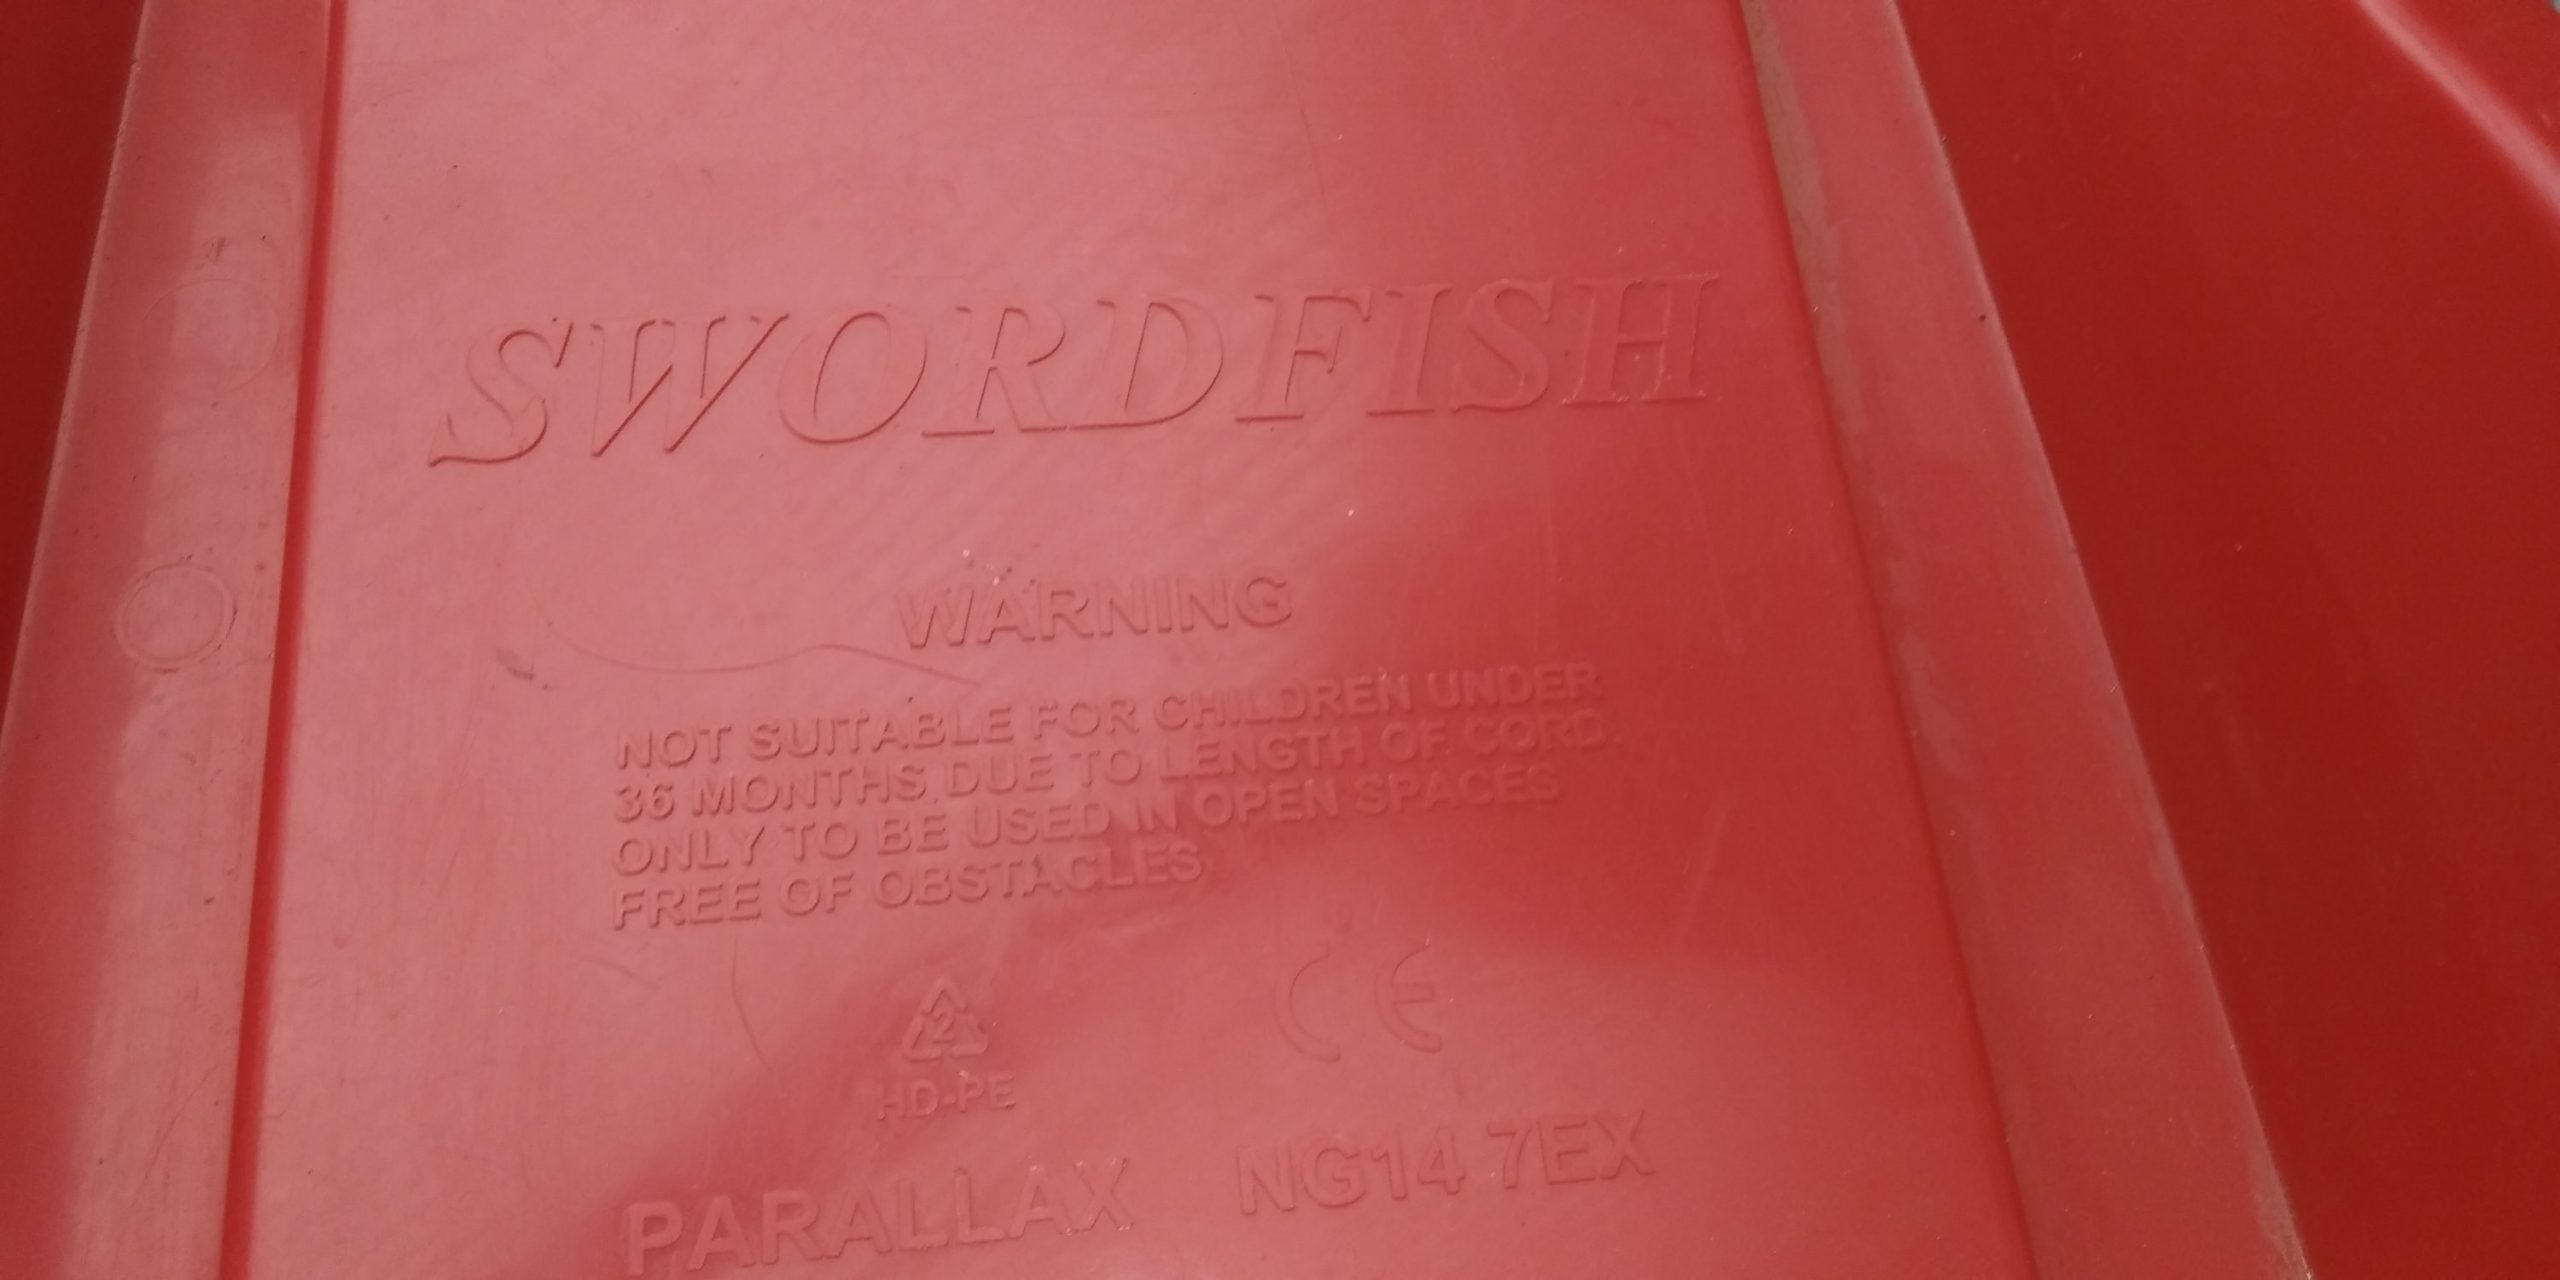 SWORDFISH
WARNING
NOT SUITABLE FOR CHILDREN UNDER
36 MONTHS DUE TO LENGTH OF CORD.
ONLY TO BE USED IN OPEN SPACES
FREE OF OBSTACLES
2
CE
HD-PE
PARALLAX NG14 7EX